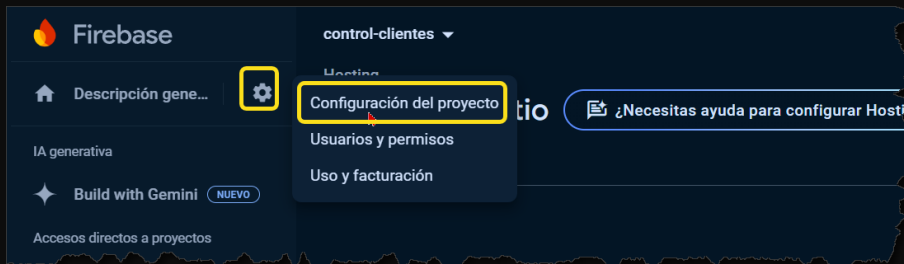 Firebase
control-clientes
Hosting
Descripción gene...
Configuración del proyecto
tio
¿Necesitas ayuda para configurar Hosti
Usuarios y permisos
IA generativa
Uso y facturación
Build with Gemini NUEVO
Accesos directos a proyectos